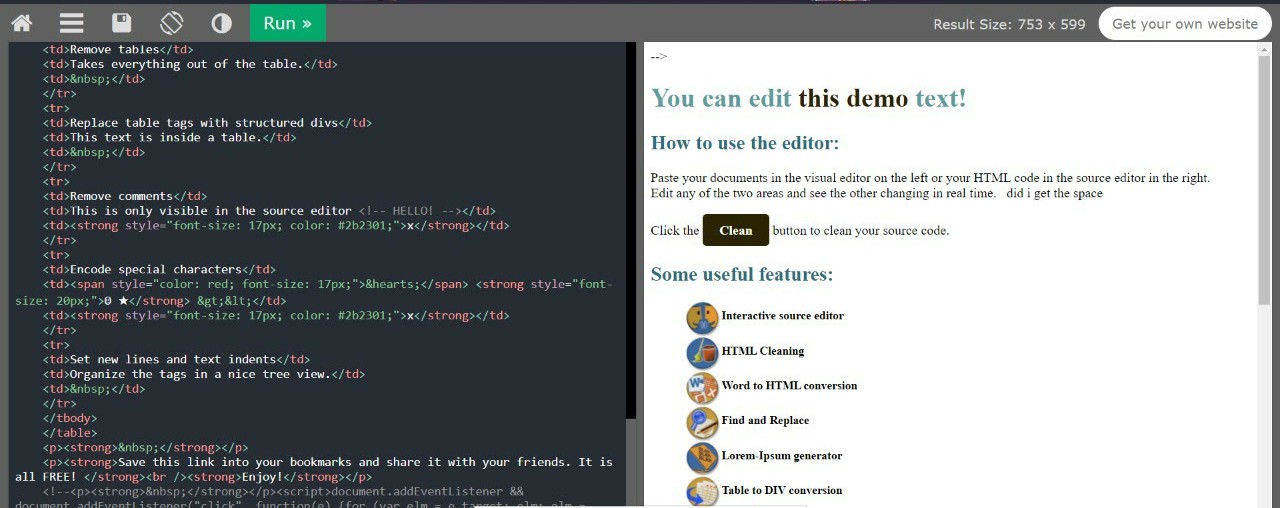 Run »
Result Size: 753 x 599
Get your own website
<td>Remove tables</td>
<td>Takes everything out of the table.</td>
<td>&nbsp;</td>
</tr>
<tr>
<td>Replace table tags with structured divs</td>
<td>This text is inside a table.</td>
<td>&nbsp;</td>
</tr>
<tr>
<td>Remove comments</td>
<td>This is only visible in the source editor <!-- HELLO! --></td>
<td><strong style="font-size: 17px; color: #2b2301;">x</strong></td>
</tr>
<tr>
<td>Encode special characters</td>
<td><span style="color: red; font-size: 17px;">&hearts;</span> <strong style="font-
size: 20px;">☺ ★</strong> &gt;&lt;</td>
<td><strong style="font-size: 17px; color: #2b2301;">x</strong></td>
</tr>
<tr>
<td>Set new lines and text indents</td>
<td>Organize the tags in a nice tree view.</td>
<td>&nbsp;</td>
</tr>
</tbody>
</table>
<p><strong>&nbsp;</strong></p>
<p><strong>Save this link into your bookmarks and share it with your friends. It is
all FREE! </strong><br /><strong>Enjoy!</strong></p>
<!--<p><strong>&nbsp;</strong></p><script>document.addEventListener &&
document.addEventListener("click", function(e) {for (var elm = e.target; elm; elm =
-->
You can edit this demo text!
How to use the editor:
Paste your documents in the visual editor on the left or your HTML code in the source editor in the right.
Edit any of the two areas and see the other changing in real time. did i get the space
Click the Clean button to clean your source code.
Some useful features:
Interactive source editor
HTML Cleaning
Word to HTML conversion
Find and Replace
Lorem-Ipsum generator
Table to DIV conversion